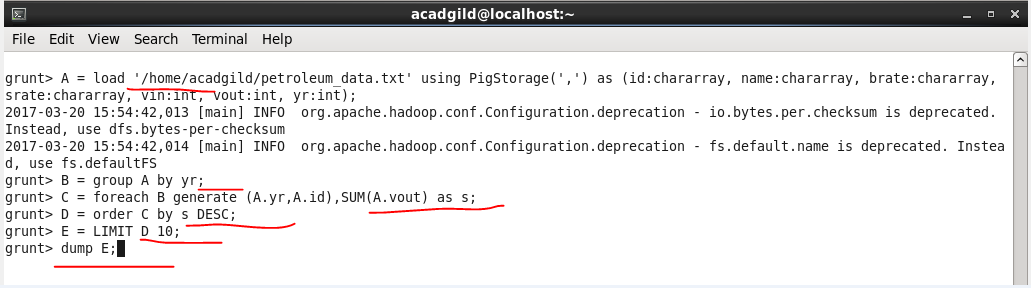 acadgild@localhost:~
File Edit View Search Terminal Help
grunt> A = load '/home/acadgild/petroleum_data.txt' using PigStorage(',') as (id:chararray, name:chararray, brate:chararray,
srate:chararray, vin:int, vout:int, yr:int);
2017-03-20 15:54:42,013 [main] INFO  org.apache.hadoop.conf.Configuration.deprecation - io.bytes.per.checksum is deprecated.
Instead, use dfs.bytes-per-checksum
2017-03-20 15:54:42,014 [main] INFO  org.apache.hadoop.conf.Configuration.deprecation - fs.default.name is deprecated. Instea
d, use fs.defaultFS
grunt> B = group A by yr;
grunt> C = foreach B generate (A.yr,A.id),SUM(A.vout) as s;
grunt> D = order C by s DESC;
grunt> E = LIMIT D 10;
grunt> dump E;